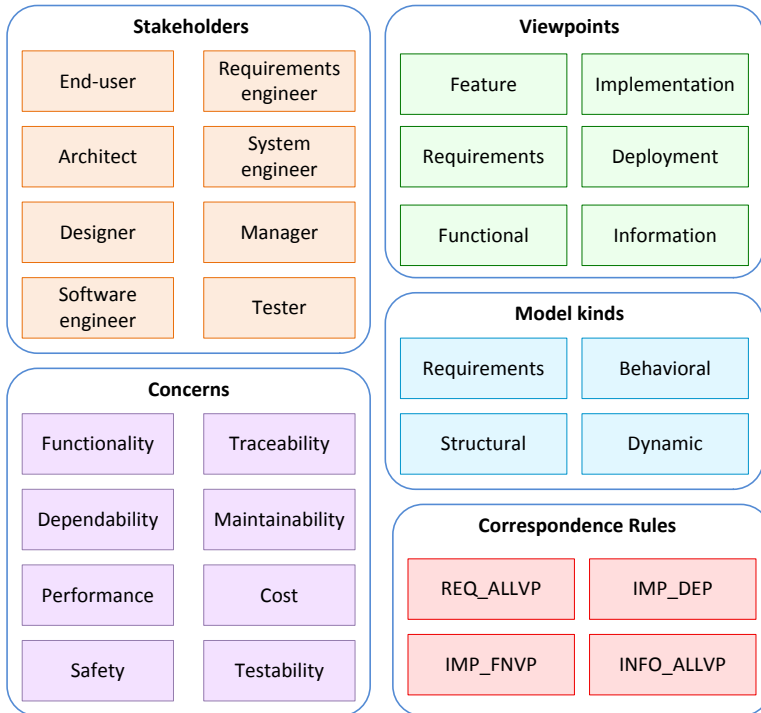 Stakeholders
End-user
Requirements
engineer
Architect
System
engineer
Designer
Manager
Software
engineer
Tester
Viewpoints
Feature
Implementation
Requirements
Deployment
Functional
Information
Model kinds
Requirements
Behavioral
Structural
Dynamic
Concerns
Functionality
Traceability
Dependability
Maintainability
Performance
Cost
Safety
Testability
Correspondence Rules
REQ_ALLVP
IMP_DEP
IMP_FNVP
INFO_ALLVP